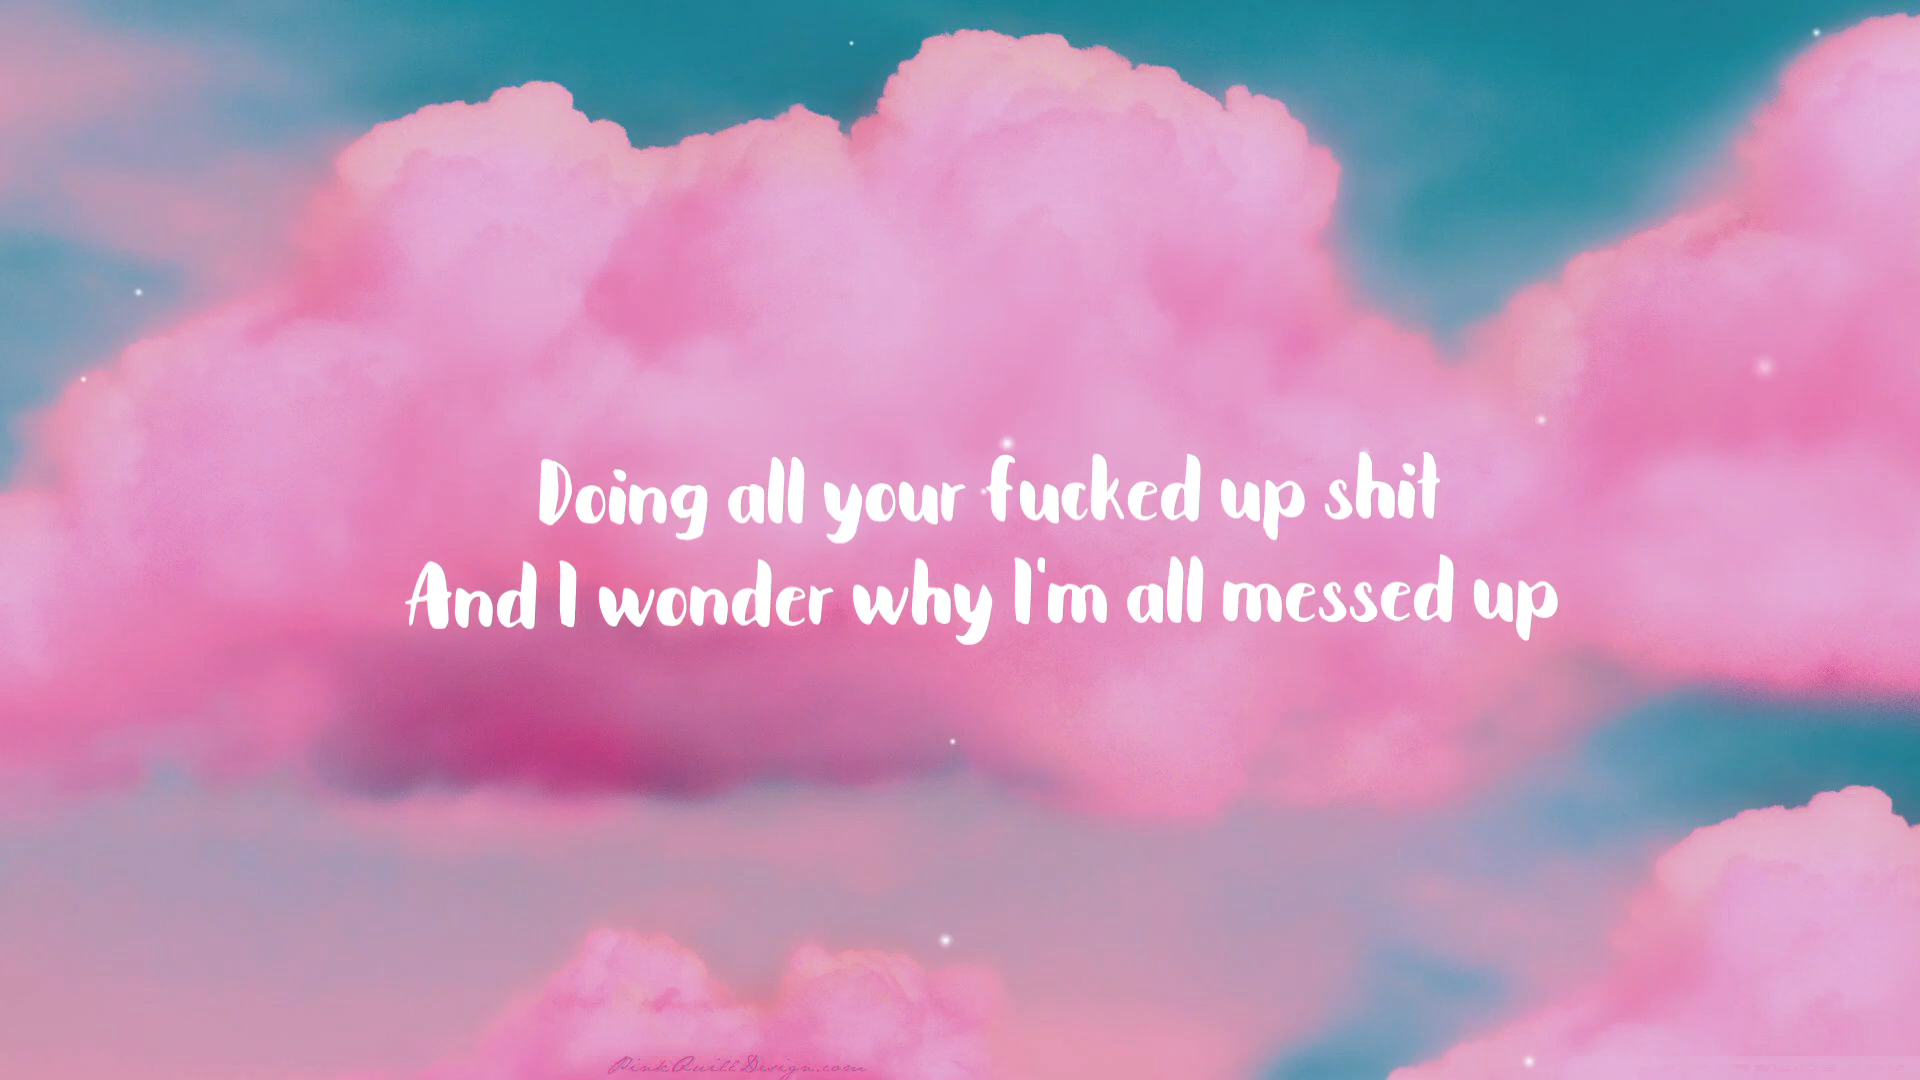 Doing all your fucked up shit
And I wonder why I'm all messed up
PinkQuillDesign.com